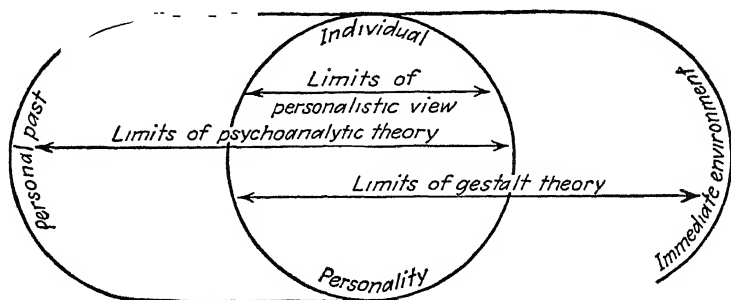 Individual
Limits of
personalistic view
Personal past
Limits of psychoanalytic theory
Limits of gestalt theory
Immediate environment
Personality